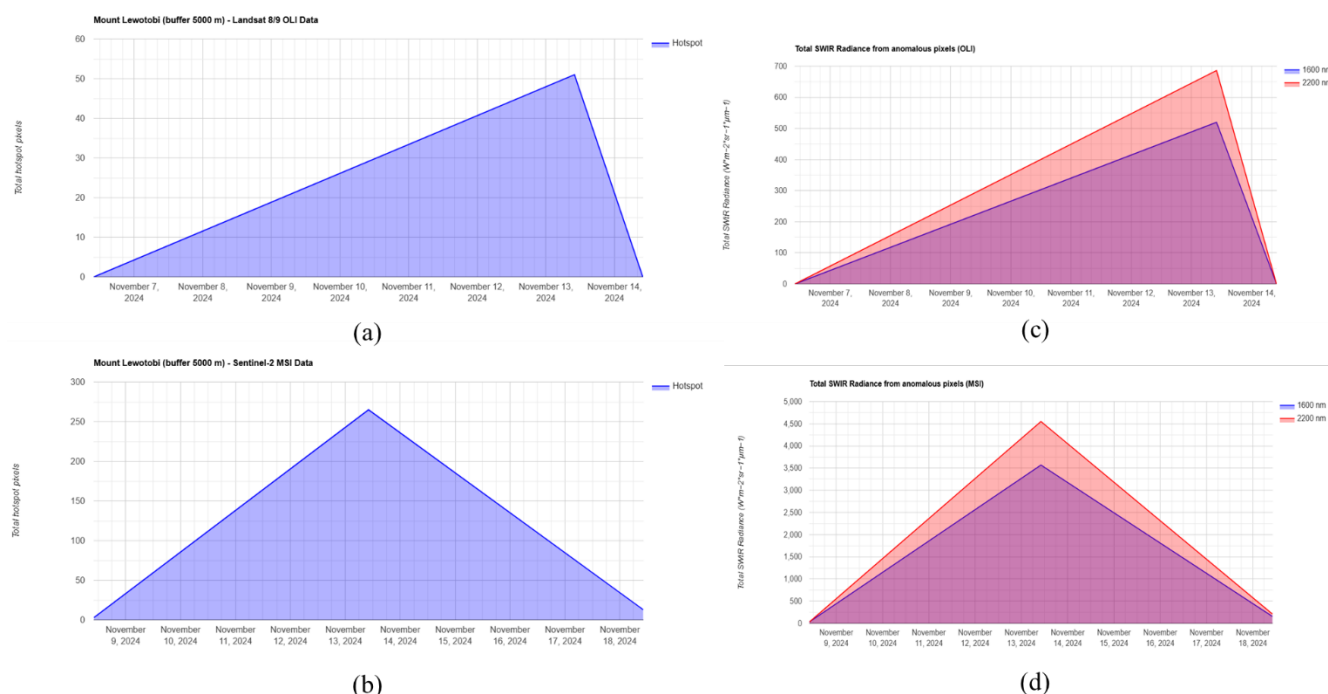 Mount Lewotobi (buffer 5000 m) - Landsat 8/9 OLI Data
Hotspot
60
50
40
30
20
10
0
Total hotspot pixels
November 7,
2024
November 8,
2024
November 9,
2024
November 10,
2024
November 11,
2024
November 12,
2024
November 13,
2024
November 14,
2024
(a)
Total SWIR Radiance from anomalous pixels (OLI)
1600 nm
2200 nm
700
600
500
400
300
200
100
0
Total SWIR Radiance (W*m−2*sr−1*µm−1)
November 7,
2024
November 8,
2024
November 9,
2024
November 10,
2024
November 11,
2024
November 12,
2024
November 13,
2024
November 14,
2024
(c)
Mount Lewotobi (buffer 5000 m) - Sentinel-2 MSI Data
Hotspot
300
250
200
150
100
50
0
Total hotspot pixels
November
9, 2024
November
10, 2024
November
11, 2024
November
12, 2024
November
13, 2024
November
14, 2024
November
15, 2024
November
16, 2024
November
17, 2024
November
18, 2024
(b)
Total SWIR Radiance from anomalous pixels (MSI)
1600 nm
2200 nm
5,000
4,500
4,000
3,500
3,000
2,500
2,000
1,500
1,000
500
0
Total SWIR Radiance (W*m−2*sr−1*µm−1)
November
9, 2024
November
10, 2024
November
11, 2024
November
12, 2024
November
13, 2024
November
14, 2024
November
15, 2024
November
16, 2024
November
17, 2024
November
18, 2024
(d)